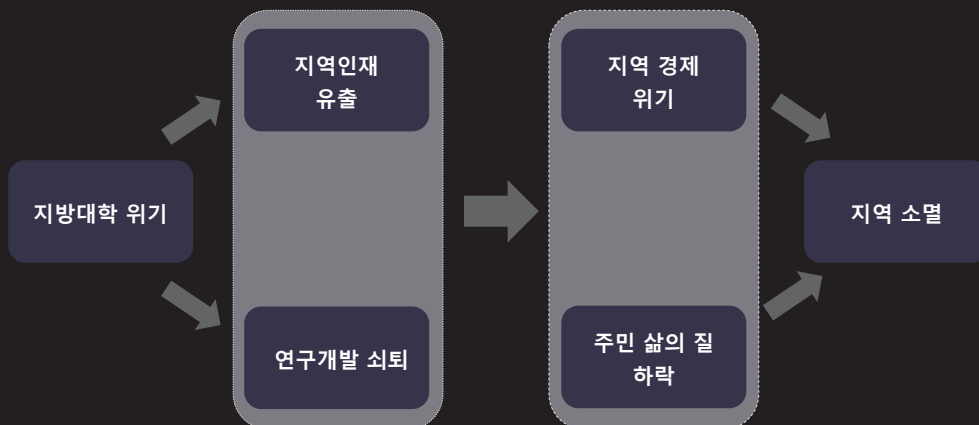 지방대학 위기
지역인재
유출
연구개발 쇠퇴
지역 경제
위기
주민 삶의 질
하락
지역 소멸